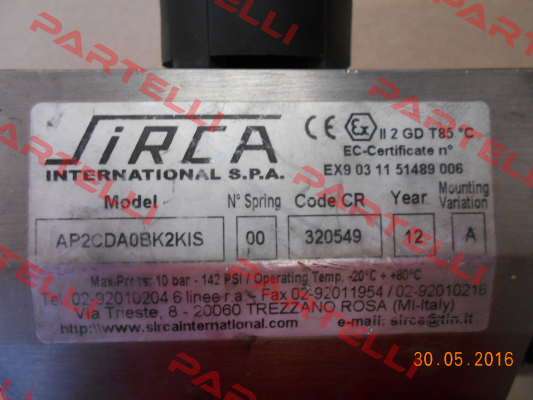 SIRCA
INTERNATIONAL S.P.A.
CE Ex II 2 GD T85 °C
EC-Certificate n°
EX9 03 11 51489 006
Model N° Spring Code CR Year Mounting Variation
AP2CDA0BK2KIS 00 320549 12 A
Max-Press: 10 bar - 142 PSI / Operating Temp. -20°C ÷ +80°C
Tel. 02-92010204 6 linee r.a - Fax 02-92011954 / 02-92010216
Via Trieste, 8 - 20060 TREZZANO ROSA (MI-Italy)
http://www.sircainternational.com e-mail: sirca@tin.it
30.05.2016
PARTELLI
PARTELLI
PARTELLI
PARTELLI
PARTELLI